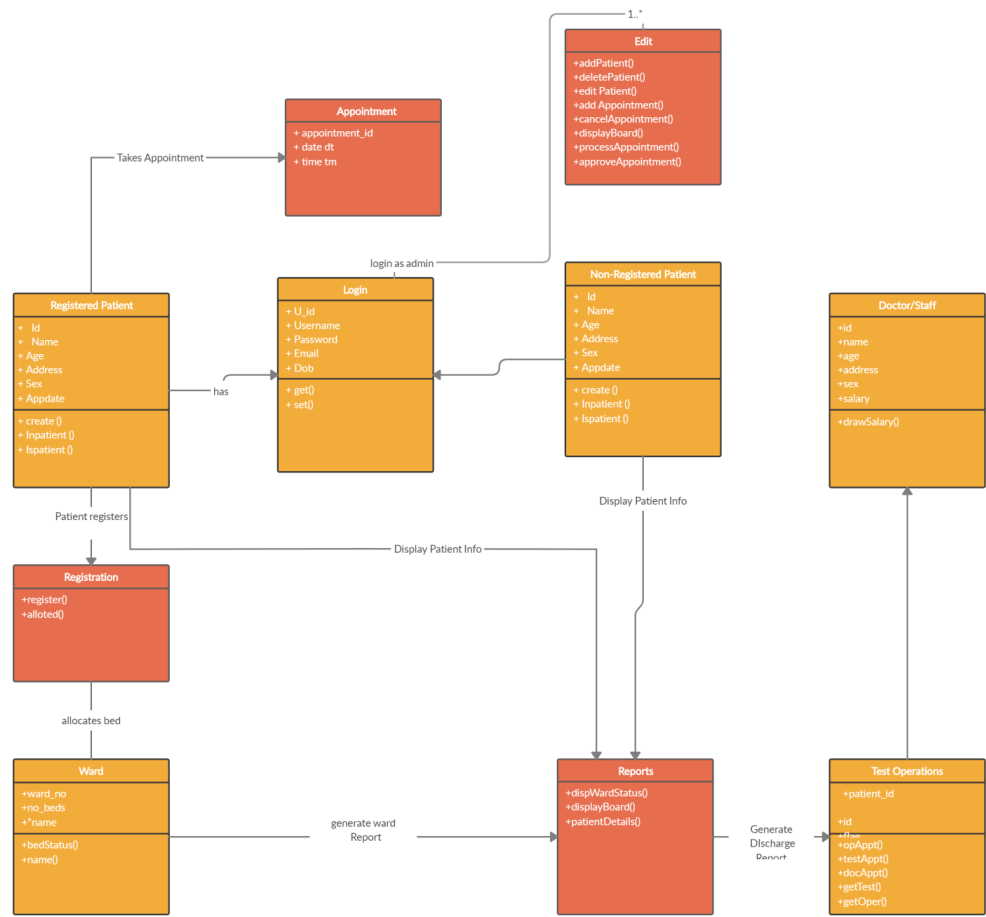 1..*
Edit
+addPatient()
+deletePatient()
+edit Patient()
+add Appointment()
+cancelAppointment()
+displayBoard()
+processAppointment()
+approveAppointment()
Appointment
+ appointment_id
+ date dt
+ time tm
Takes Appointment
login as admin
Registered Patient
+ Id
+ Name
+ Age
+ Address
+ Sex
+ Appdate
+ create ()
+ Inpatient ()
+ Ispatient ()
has
Login
+ U_id
+ Username
+ Password
+ Email
+ Dob
+ get()
+ set()
Non-Registered Patient
+ Id
+ Name
+ Age
+ Address
+ Sex
+ Appdate
+ create ()
+ Inpatient ()
+ Ispatient ()
Doctor/Staff
+id
+name
+age
+address
+sex
+salary
+drawSalary()
Patient registers
Display Patient Info
Display Patient Info
Registration
+register()
+alloted()
allocates bed
Ward
+ward_no
+no_beds
+*name
+bedStatus()
+name()
generate ward
Report
Reports
+dispWardStatus()
+displayBoard()
+patientDetails()
Generate
DIscharge
Report
Test Operations
+patient_id
+id
+opAppt()
+testAppt()
+docAppt()
+getTest()
+getOper()